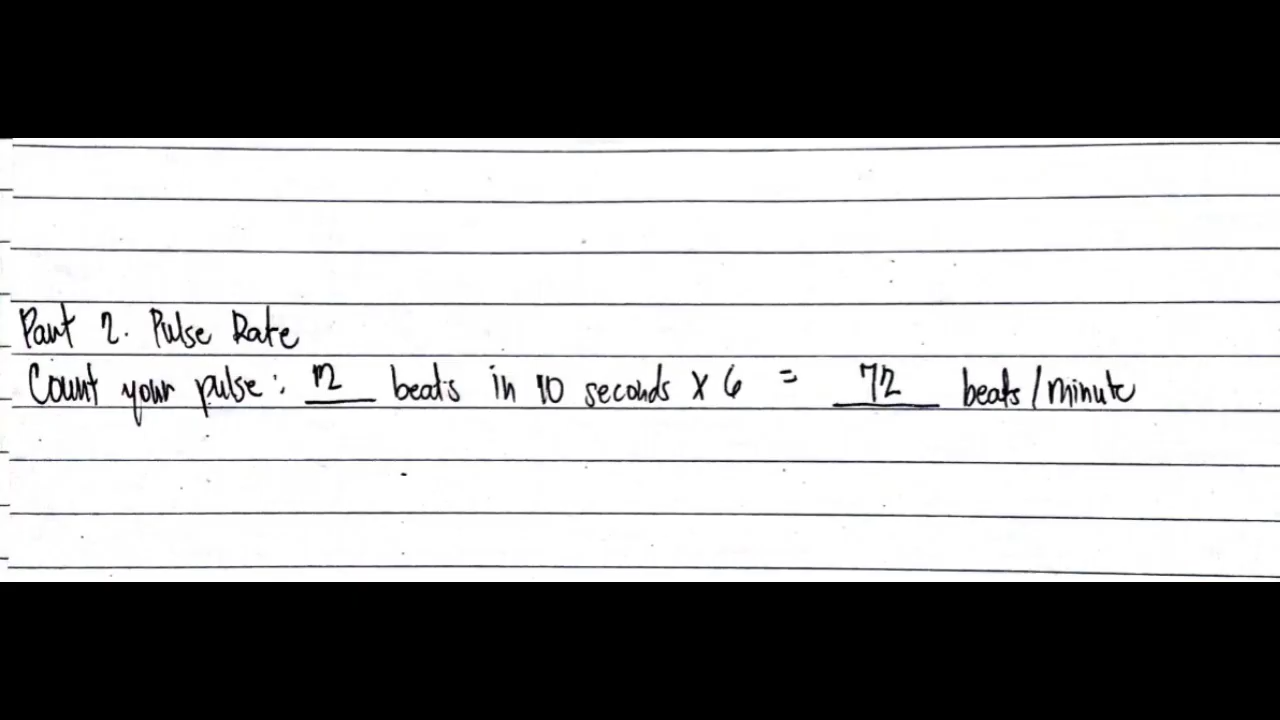 Part 2. Pulse Rate
Count your pulse: 12 beats in 10 seconds x 6 = 72 beats/minute